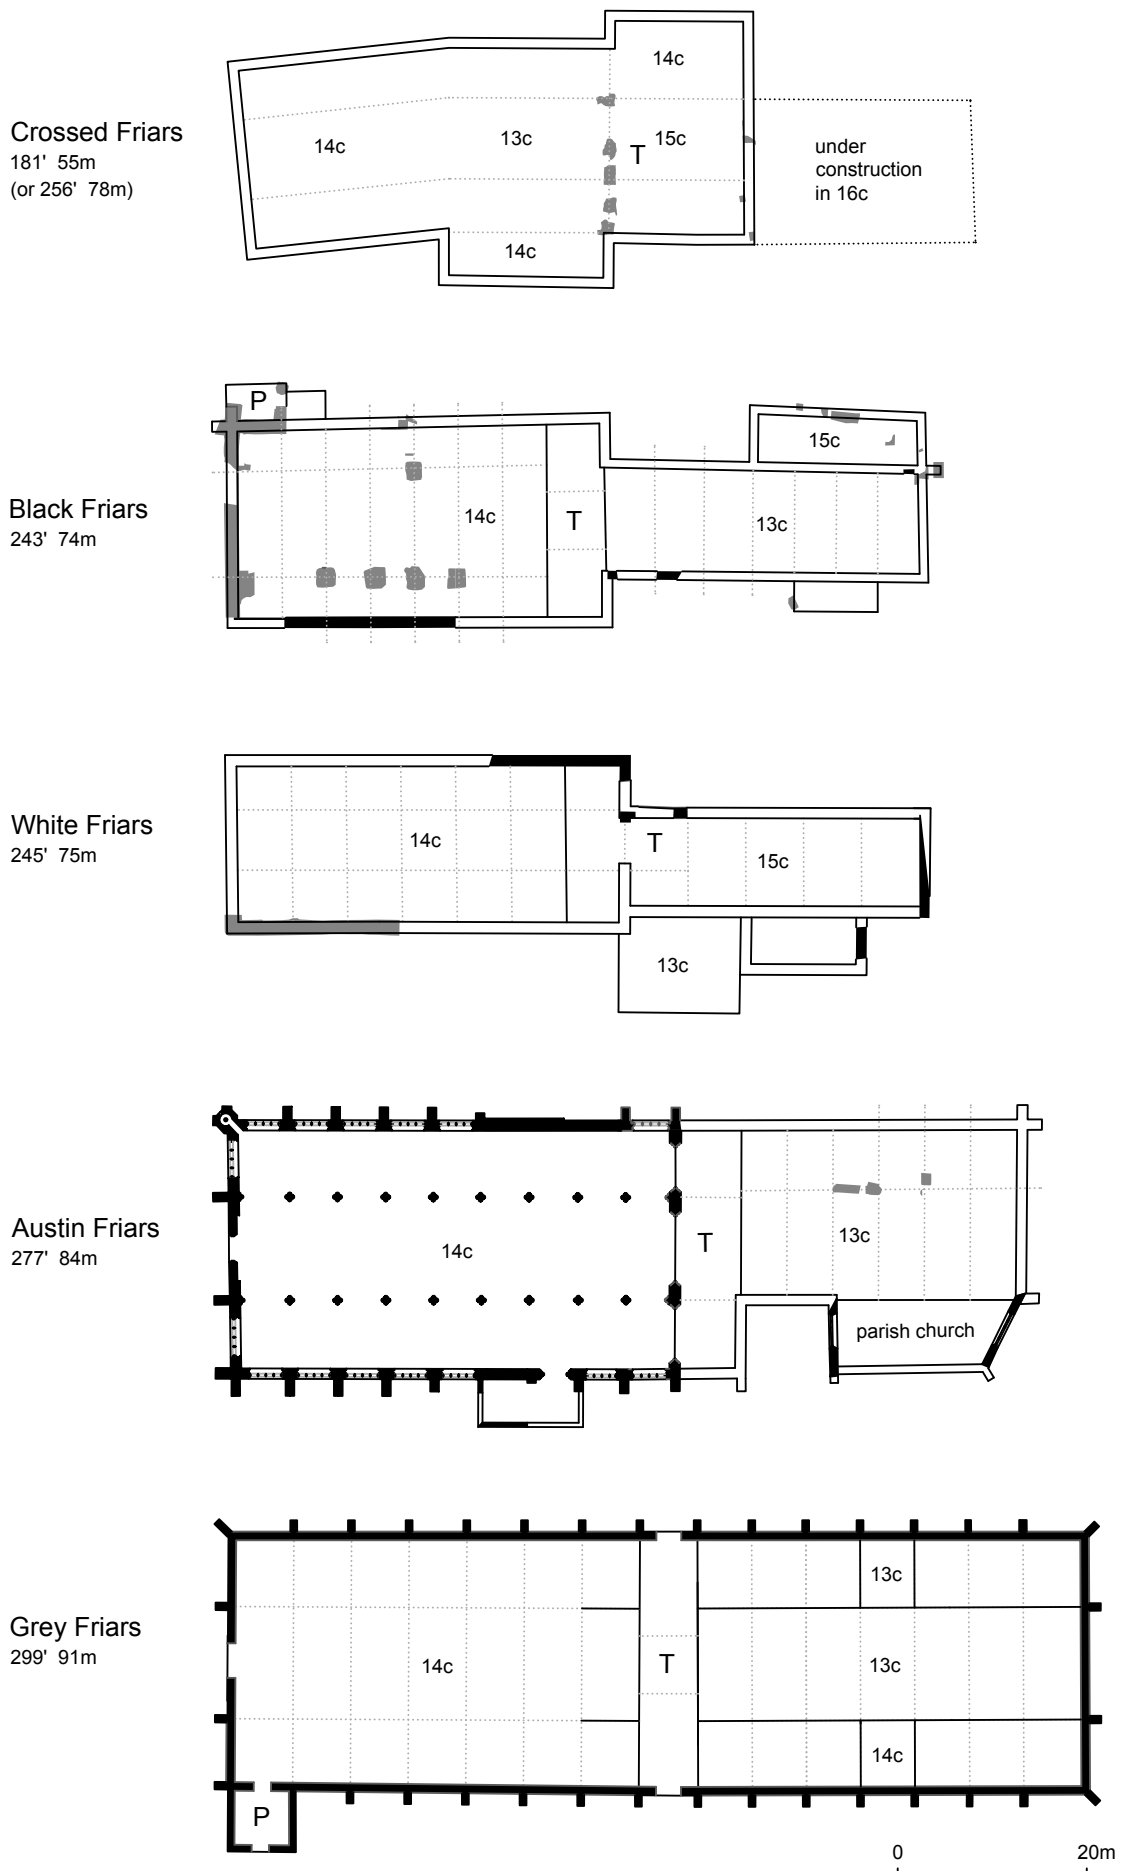 14c
Crossed Friars
181' 55m
(or 256' 78m)
14c
13c
T
15c
under
construction
in 16c
14c
P
15c
Black Friars
243' 74m
14c
T
13c
White Friars
245' 75m
14c
T
15c
13c
Austin Friars
277' 84m
14c
T
13c
parish church
13c
Grey Friars
299' 91m
14c
T
13c
14c
P
0
20m